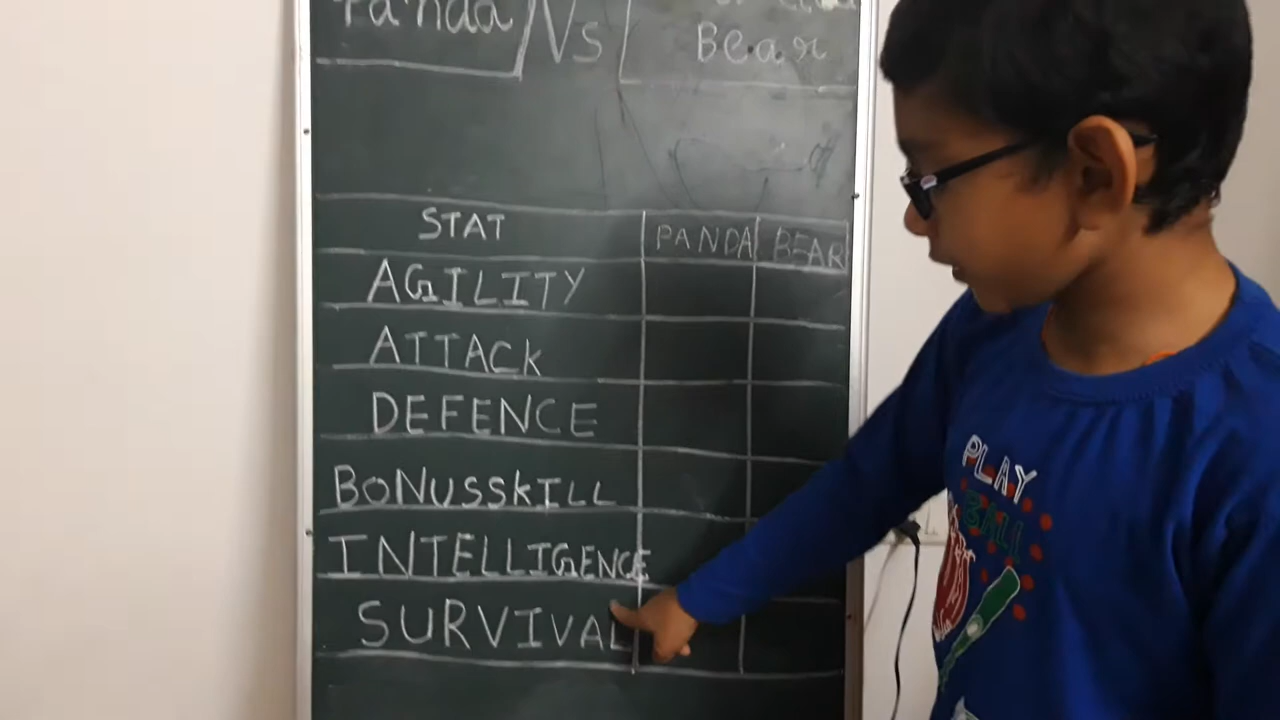 Panda Vs
Bear
STAT PANDA BEAR
AGILITY
ATTACK
DEFENCE
BONUSSKILL
INTELLIGENCE
SURVIVAL
PLAY
BALL